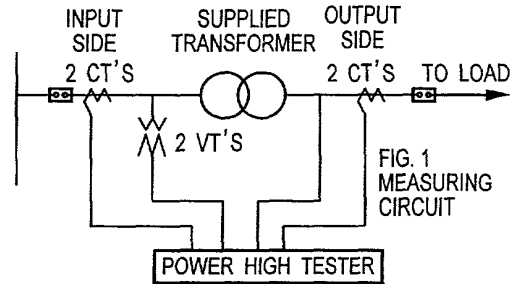 INPUT SIDE
2 CT'S
SUPPLIED TRANSFORMER
OUTPUT SIDE
2 CT'S
TO LOAD
2 VT'S
FIG. 1
MEASURING
CIRCUIT
POWER HIGH TESTER